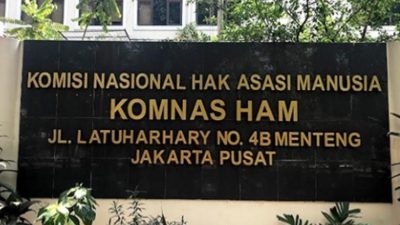 KOMISI NASIONAL HAK ASASI MANUSIA
KOMNAS HAM
JL. LATUHARHARY NO. 4B MENTENG
JAKARTA PUSAT